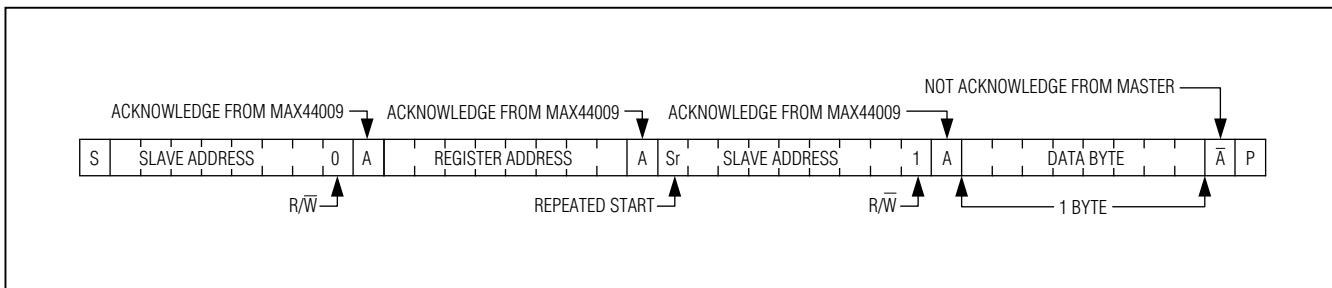 NOT ACKNOWLEDGE FROM MASTER
ACKNOWLEDGE FROM MAX44009 ACKNOWLEDGE FROM MAX44009 ACKNOWLEDGE FROM MAX44009
S SLAVE ADDRESS 0 A REGISTER ADDRESS A Sr SLAVE ADDRESS 1 A DATA BYTE A̅ P
R/W̅ REPEATED START R/W̅ 1 BYTE